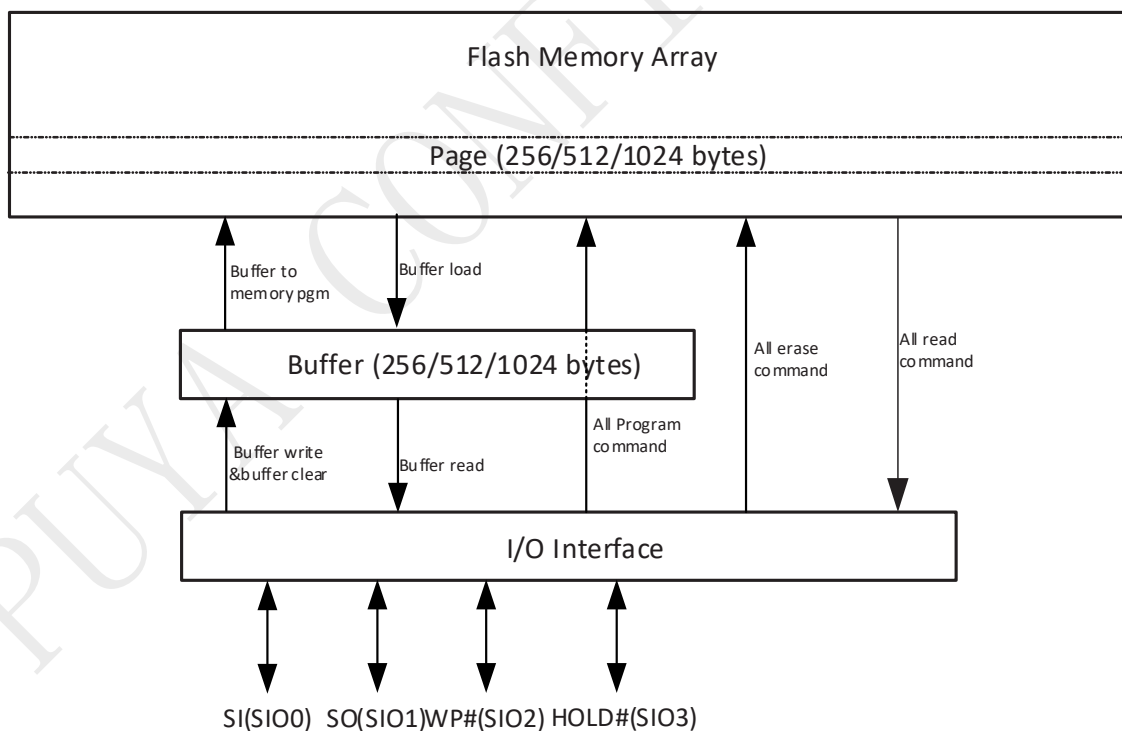 Flash Memory Array
Page (256/512/1024 bytes)
Buffer to
memory pgm
Buffer load
All erase
command
All read
command
Buffer (256/512/1024 bytes)
Buffer write
&buffer clear
Buffer read
All Program
command
I/O Interface
SI(SIO0) SO(SIO1)WP#(SIO2) HOLD#(SIO3)
PUYA CONF